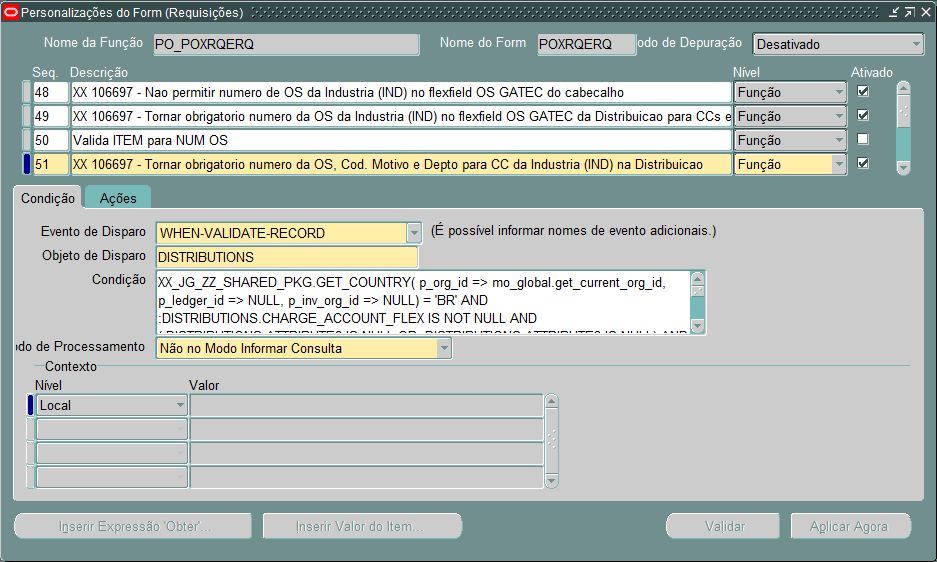 Personalizações do Form (Requisições)
Nome da Função PO_POXRQERQ Nome do Form POXRQERQ odo de Depuração Desativado
Seq. Descrição Nível Ativado
48 XX 106697 - Nao permitir numero de OS da Industria (IND) no flexfield OS GATEC do cabecalho Função
49 XX 106697 - Tornar obrigatorio numero da OS da Industria (IND) no flexfield OS GATEC da Distribuicao para CCs e Função
50 Valida ITEM para NUM OS Função
51 XX 106697 - Tornar obrigatorio numero da OS, Cod. Motivo e Depto para CC da Industria (IND) na Distribuicao Função
Condição Ações
Evento de Disparo WHEN-VALIDATE-RECORD (É possível informar nomes de evento adicionais.)
Objeto de Disparo DISTRIBUTIONS
Condição XX_JG_ZZ_SHARED_PKG.GET_COUNTRY( p_org_id => mo_global.get_current_org_id,
p_ledger_id => NULL, p_inv_org_id => NULL) = 'BR' AND
:DISTRIBUTIONS.CHARGE_ACCOUNT_FLEX IS NOT NULL AND
odo de Processamento Não no Modo Informar Consulta
Contexto
Nível Valor
Local
Inserir Expressão 'Obter'... Inserir Valor do Item... Validar Aplicar Agora